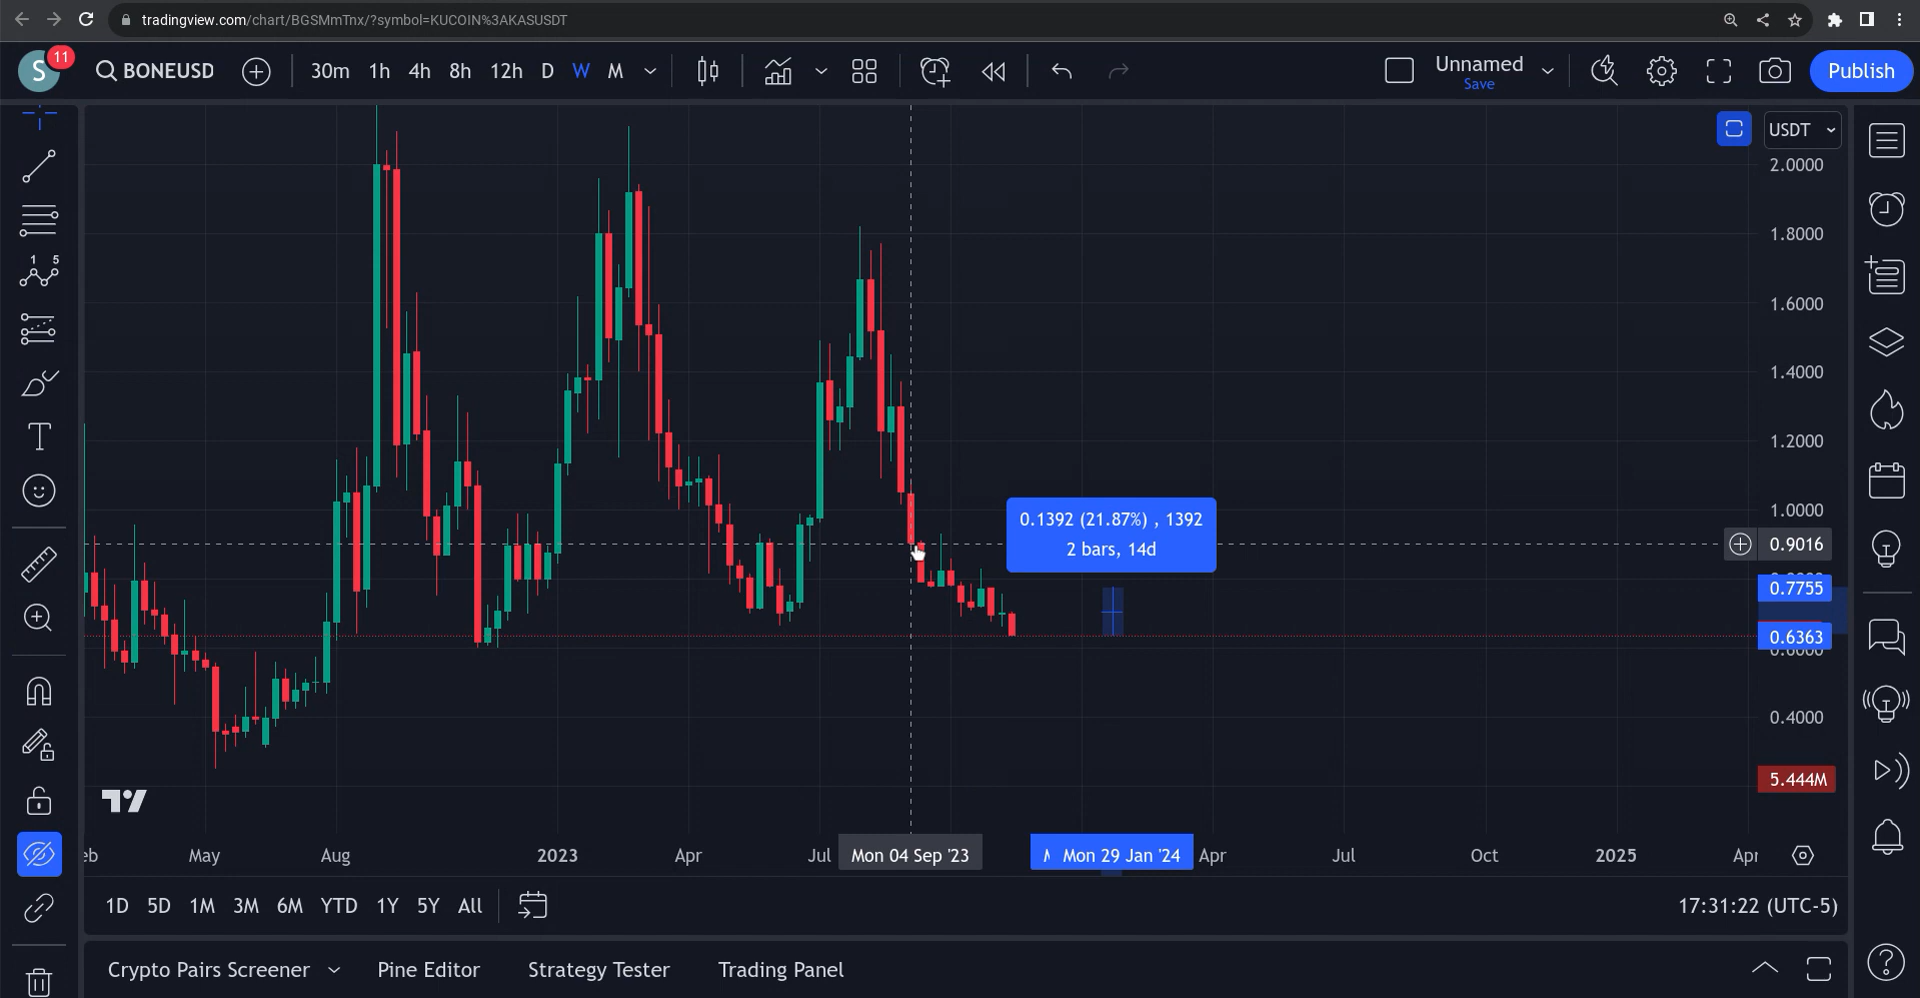 tradingview.com/chart/BGSMmTnx/?symbol=KUCOIN%3AKASUSDT
S
11
BONEUSD
30m 1h 4h 8h 12h D W M
Unnamed
Save
Publish
USDT
2.0000
1.8000
1.6000
1.4000
1.2000
1.0000
0.1392 (21.87%) , 1392
2 bars, 14d
0.9016
0.7755
0.6363
0.6000
0.4000
5.444M
eb May Aug 2023 Apr Jul Mon 04 Sep '23 Mon 29 Jan '24 Apr Jul Oct 2025 Apr
1D 5D 1M 3M 6M YTD 1Y 5Y All
17:31:22 (UTC-5)
Crypto Pairs Screener Pine Editor Strategy Tester Trading Panel